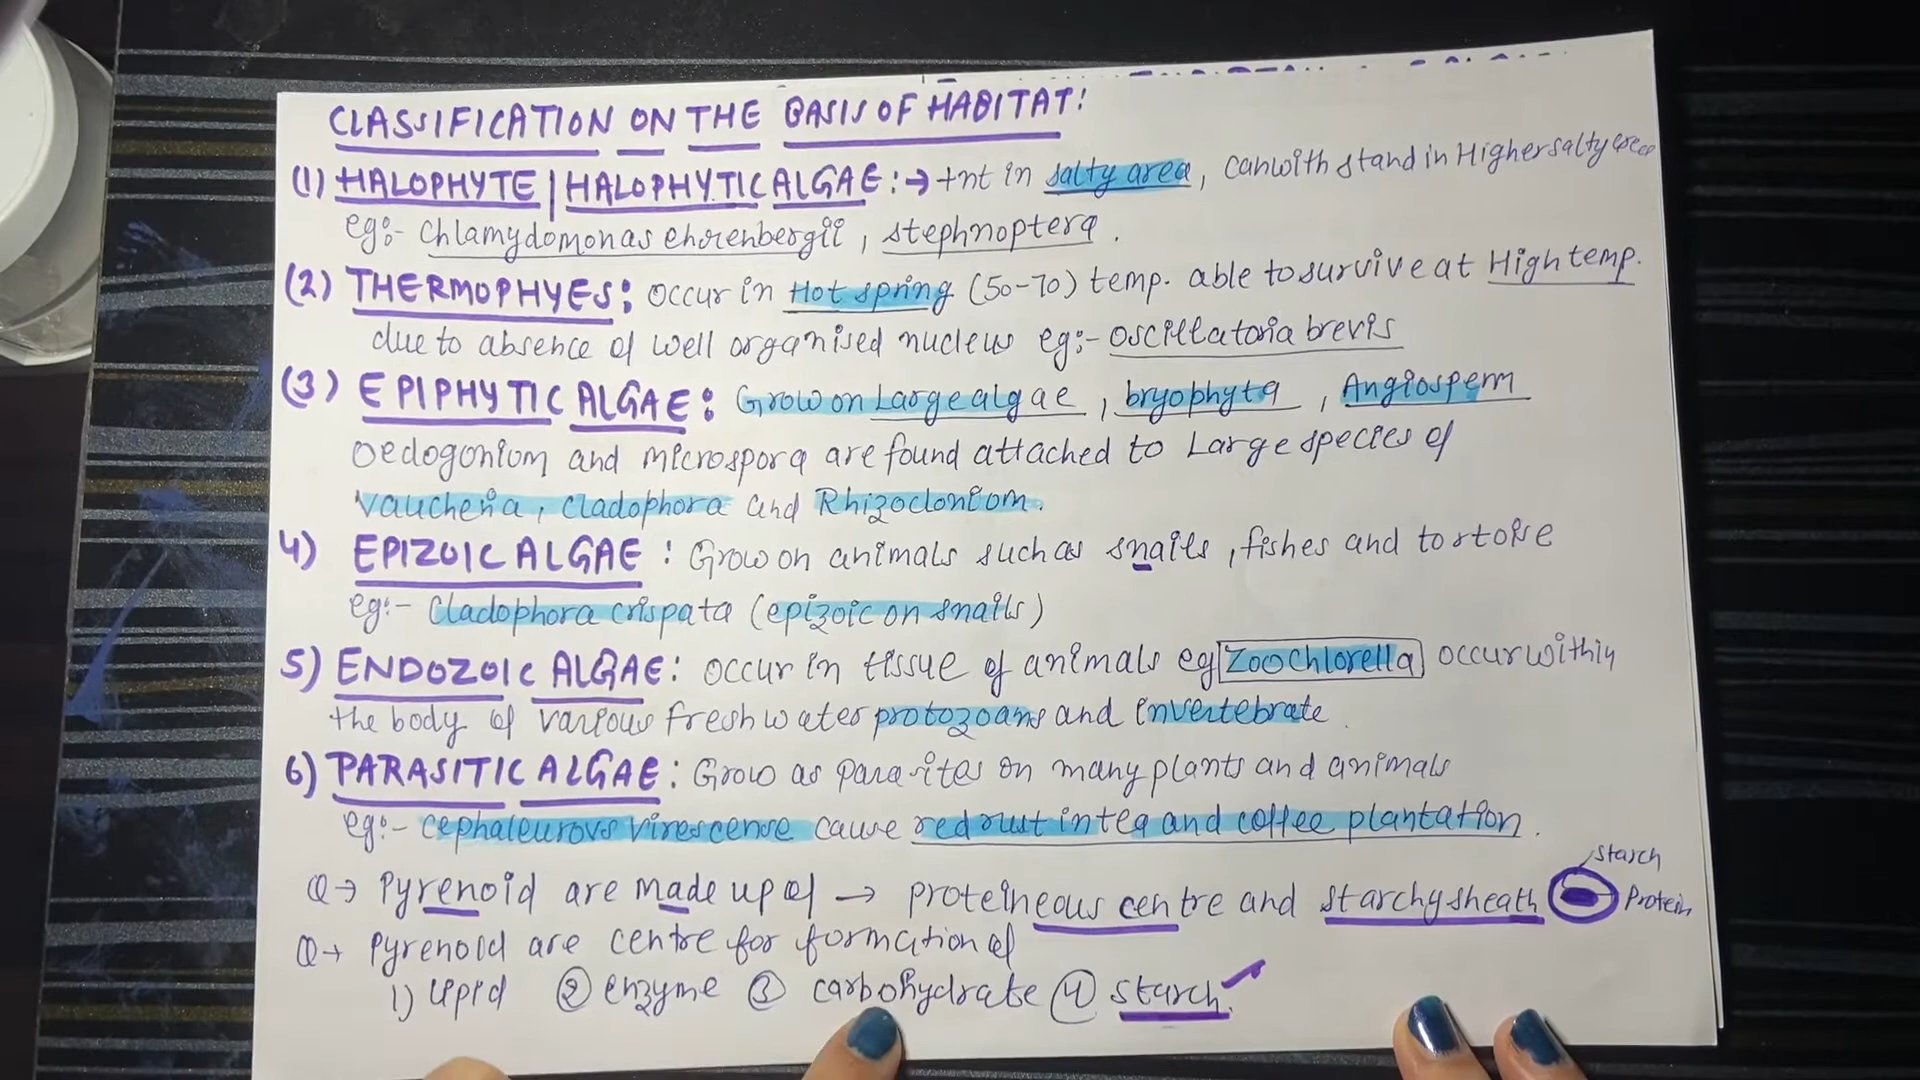 CLASSIFICATION ON THE BASIS OF HABITAT:
(1) HALOPHYTE | HALOPHYTIC ALGAE :→ +nt in salty area, can with stand in Higher salty area
eg:- Chlamydomonas ehrenbergii, stephnoptera.
(2) THERMOPHYES: occur in Hot spring (50-70) temp. able to survive at High temp.
due to absence of well organised nucleus eg:- oscillatoria brevis
(3) EPIPHYTIC ALGAE: Grow on Large algae, bryophyta, Angiosperm
Oedogoniom and microspora are found attached to Large species of
Vaucheria, cladophora and Rhizocloniom.
4) EPIZOIC ALGAE : Grow on animals such as snails, fishes and tortoise
eg:- Cladophora crispata (epizoic on snails)
5) ENDOZOIC ALGAE: occur in tissue of animals eg Zoochlorella occur within
the body of various fresh water protozoans and invertebrate.
6) PARASITIC ALGAE: Grow as parasites on many plants and animals
eg:- cephaleurovs virescense cause red rust in tea and coffee plantation.
starch
Q→ Pyrenoid are made up of → proteineous centre and starchy sheath Protein
Q→ Pyrenoid are centre for formation of
1) Lipid ② enzyme ③ carbohydrate ④ starch.